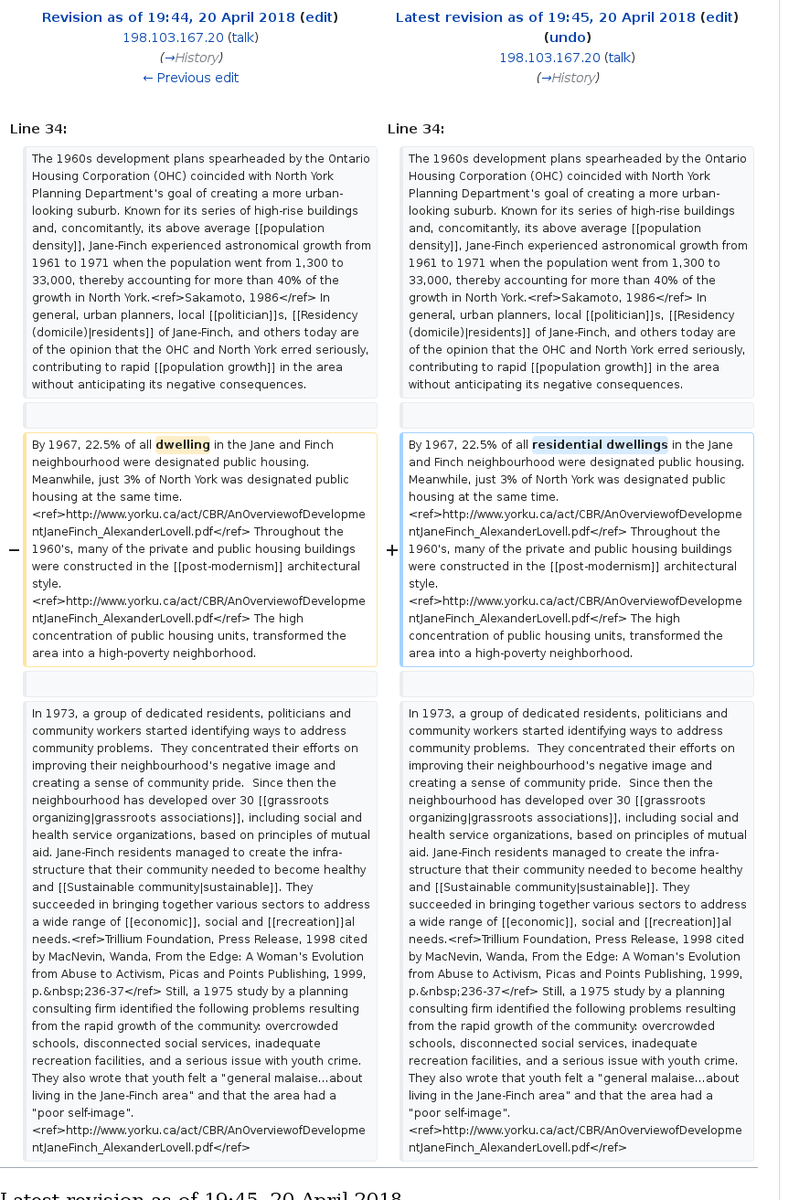 Revision as of 19:44, 20 April 2018 (edit)
198.103.167.20 (talk)
(→History)
← Previous edit
Latest revision as of 19:45, 20 April 2018 (edit)
(undo)
198.103.167.20 (talk)
(→History)
Line 34:
Line 34:
The 1960s development plans spearheaded by the Ontario
Housing Corporation (OHC) coincided with North York
Planning Department's goal of creating a more urban-
looking suburb. Known for its series of high-rise buildings
and, concomitantly, its above average [[population
density]], Jane-Finch experienced astronomical growth from
1961 to 1971 when the population went from 1,300 to
33,000, thereby accounting for more than 40% of the
growth in North York.<ref>Sakamoto, 1986</ref> In
general, urban planners, local [[politician]]s, [[Residency
(domicile)|residents]] of Jane-Finch, and others today are
of the opinion that the OHC and North York erred seriously,
contributing to rapid [[population growth]] in the area
without anticipating its negative consequences.
The 1960s development plans spearheaded by the Ontario
Housing Corporation (OHC) coincided with North York
Planning Department's goal of creating a more urban-
looking suburb. Known for its series of high-rise buildings
and, concomitantly, its above average [[population
density]], Jane-Finch experienced astronomical growth from
1961 to 1971 when the population went from 1,300 to
33,000, thereby accounting for more than 40% of the
growth in North York.<ref>Sakamoto, 1986</ref> In
general, urban planners, local [[politician]]s, [[Residency
(domicile)|residents]] of Jane-Finch, and others today are
of the opinion that the OHC and North York erred seriously,
contributing to rapid [[population growth]] in the area
without anticipating its negative consequences.
−
By 1967, 22.5% of all dwelling in the Jane and Finch
neighbourhood were designated public housing.
Meanwhile, just 3% of North York was designated public
housing at the same time.
<ref>http://www.yorku.ca/act/CBR/AnOverviewofDevelopme
ntJaneFinch_AlexanderLovell.pdf</ref> Throughout the
1960's, many of the private and public housing buildings
were constructed in the [[post-modernism]] architectural
style.
<ref>http://www.yorku.ca/act/CBR/AnOverviewofDevelopme
ntJaneFinch_AlexanderLovell.pdf</ref> The high
concentration of public housing units, transformed the
area into a high-poverty neighborhood.
+
By 1967, 22.5% of all residential dwellings in the Jane
and Finch neighbourhood were designated public housing.
Meanwhile, just 3% of North York was designated public
housing at the same time.
<ref>http://www.yorku.ca/act/CBR/AnOverviewofDevelopme
ntJaneFinch_AlexanderLovell.pdf</ref> Throughout the
1960's, many of the private and public housing buildings
were constructed in the [[post-modernism]] architectural
style.
<ref>http://www.yorku.ca/act/CBR/AnOverviewofDevelopme
ntJaneFinch_AlexanderLovell.pdf</ref> The high
concentration of public housing units, transformed the
area into a high-poverty neighborhood.
In 1973, a group of dedicated residents, politicians and
community workers started identifying ways to address
community problems.  They concentrated their efforts on
improving their neighbourhood's negative image and
creating a sense of community pride.  Since then the
neighbourhood has developed over 30 [[grassroots
organizing|grassroots associations]], including social and
health service organizations, based on principles of mutual
aid. Jane-Finch residents managed to create the infra-
structure that their community needed to become healthy
and [[Sustainable community|sustainable]]. They
succeeded in bringing together various sectors to address
a wide range of [[economic]], social and [[recreation]]al
needs.<ref>Trillium Foundation, Press Release, 1998 cited
by MacNevin, Wanda, From the Edge: A Woman's Evolution
from Abuse to Activism, Picas and Points Publishing, 1999,
p.&nbsp;236-37</ref> Still, a 1975 study by a planning
consulting firm identified the following problems resulting
from the rapid growth of the community: overcrowded
schools, disconnected social services, inadequate
recreation facilities, and a serious issue with youth crime.
They also wrote that youth felt a "general malaise...about
living in the Jane-Finch area" and that the area had a
"poor self-image".
<ref>http://www.yorku.ca/act/CBR/AnOverviewofDevelopme
ntJaneFinch_AlexanderLovell.pdf</ref>
In 1973, a group of dedicated residents, politicians and
community workers started identifying ways to address
community problems.  They concentrated their efforts on
improving their neighbourhood's negative image and
creating a sense of community pride.  Since then the
neighbourhood has developed over 30 [[grassroots
organizing|grassroots associations]], including social and
health service organizations, based on principles of mutual
aid. Jane-Finch residents managed to create the infra-
structure that their community needed to become healthy
and [[Sustainable community|sustainable]]. They
succeeded in bringing together various sectors to address
a wide range of [[economic]], social and [[recreation]]al
needs.<ref>Trillium Foundation, Press Release, 1998 cited
by MacNevin, Wanda, From the Edge: A Woman's Evolution
from Abuse to Activism, Picas and Points Publishing, 1999,
p.&nbsp;236-37</ref> Still, a 1975 study by a planning
consulting firm identified the following problems resulting
from the rapid growth of the community: overcrowded
schools, disconnected social services, inadequate
recreation facilities, and a serious issue with youth crime.
They also wrote that youth felt a "general malaise...about
living in the Jane-Finch area" and that the area had a
"poor self-image".
<ref>http://www.yorku.ca/act/CBR/AnOverviewofDevelopme
ntJaneFinch_AlexanderLovell.pdf</ref>
Latest revision as of 19:45, 20 April 2018